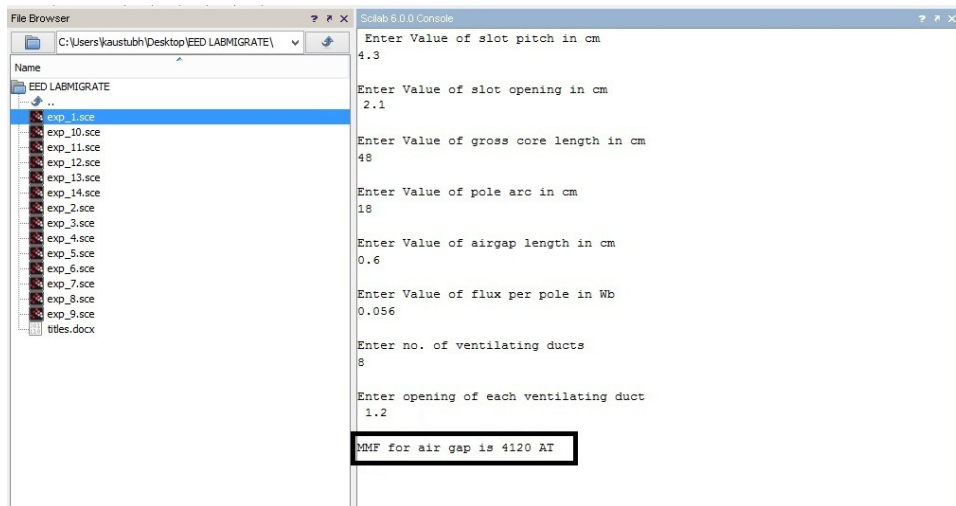 File Browser
C:\Users\kaustubh\Desktop\EED LABMIGRATE\
Name
EED LABMIGRATE
..
exp_1.sce
exp_10.sce
exp_11.sce
exp_12.sce
exp_13.sce
exp_14.sce
exp_2.sce
exp_3.sce
exp_4.sce
exp_5.sce
exp_6.sce
exp_7.sce
exp_8.sce
exp_9.sce
titles.docx
Scilab 6.0.0 Console
Enter Value of slot pitch in cm
4.3
Enter Value of slot opening in cm
2.1
Enter Value of gross core length in cm
48
Enter Value of pole arc in cm
18
Enter Value of airgap length in cm
0.6
Enter Value of flux per pole in Wb
0.056
Enter no. of ventilating ducts
8
Enter opening of each ventilating duct
1.2
MMF for air gap is 4120 AT